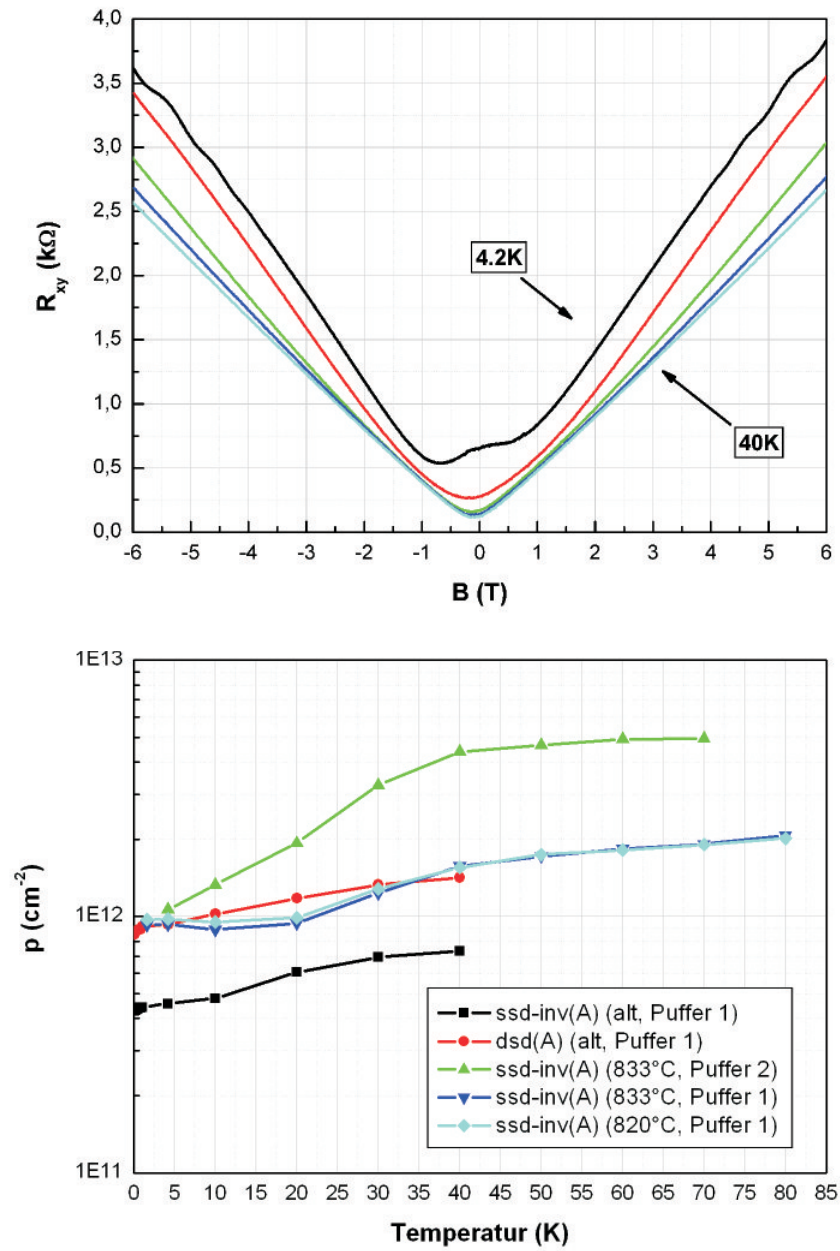 4,0
3,5
3,0
2,5
2,0
1,5
1,0
0,5
0,0
R_xy (kΩ)
4.2K
40K
-6 -5 -4 -3 -2 -1 0 1 2 3 4 5 6
B (T)
1E13
1E12
1E11
p (cm⁻²)
ssd-inv(A) (alt, Puffer 1)
dsd(A) (alt, Puffer 1)
ssd-inv(A) (833°C, Puffer 2)
ssd-inv(A) (833°C, Puffer 1)
ssd-inv(A) (820°C, Puffer 1)
0 5 10 15 20 25 30 35 40 45 50 55 60 65 70 75 80 85
Temperatur (K)